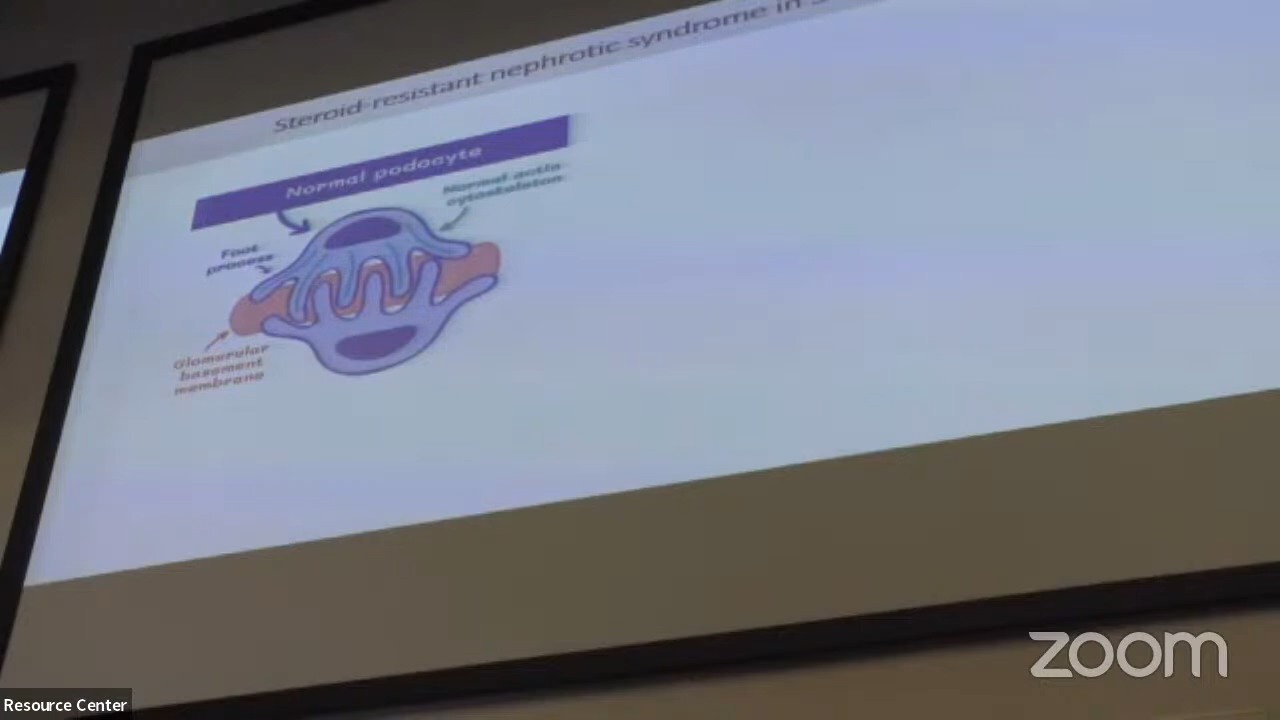 Steroid-resistant nephrotic syndrome in
Normal podocyte
Normal actin
cytoskeleton
Foot
process
Glomerular
basement
membrane
zoom
Resource Center